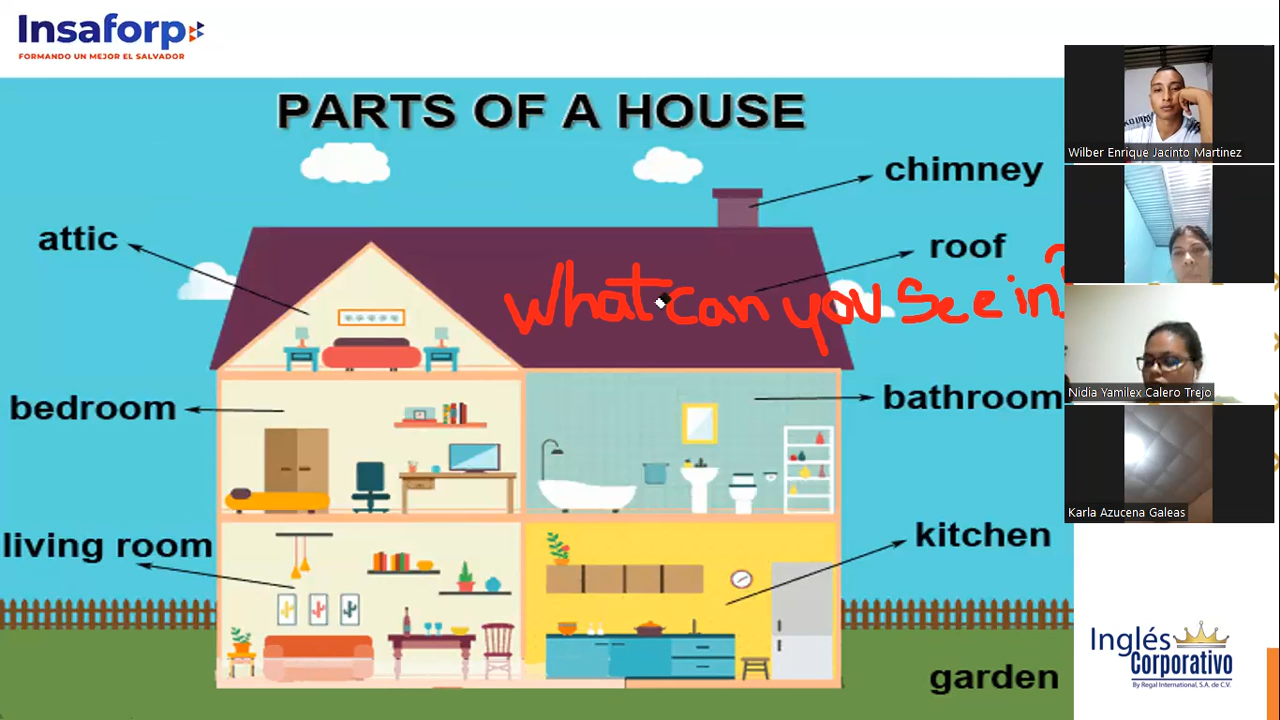 Insaforp
FORMANDO UN MEJOR EL SALVADOR
PARTS OF A HOUSE
chimney
attic
roof
What can you see in?
bedroom
bathroom
living room
kitchen
garden
Wilber Enrique Jacinto Martinez
Nidia Yamilex Calero Trejo
Karla Azucena Galeas
Inglés
Corporativo
By Regal International, S.A. de C.V.